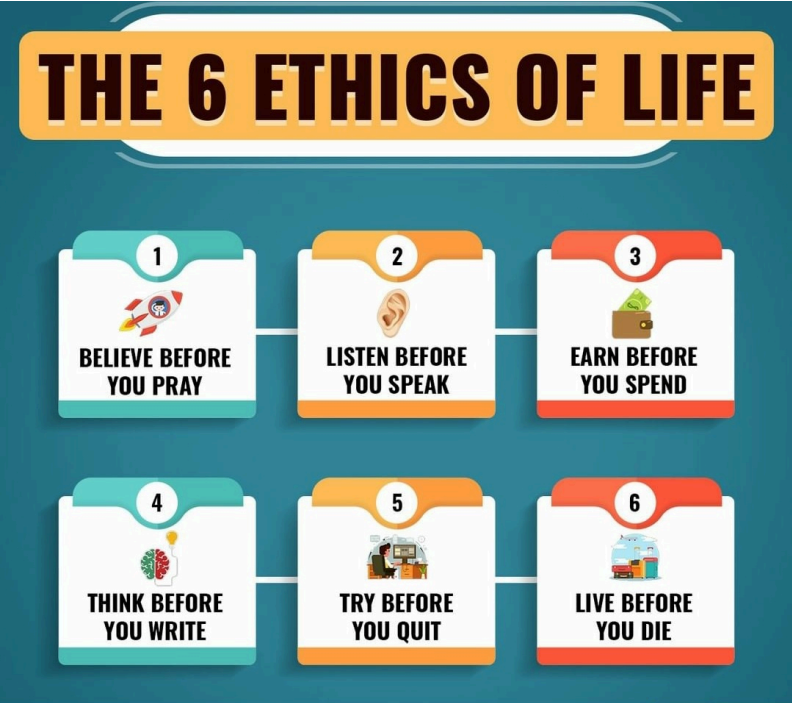 THE 6 ETHICS OF LIFE
1
BELIEVE BEFORE
YOU PRAY
2
LISTEN BEFORE
YOU SPEAK
3
EARN BEFORE
YOU SPEND
4
THINK BEFORE
YOU WRITE
5
TRY BEFORE
YOU QUIT
6
LIVE BEFORE
YOU DIE